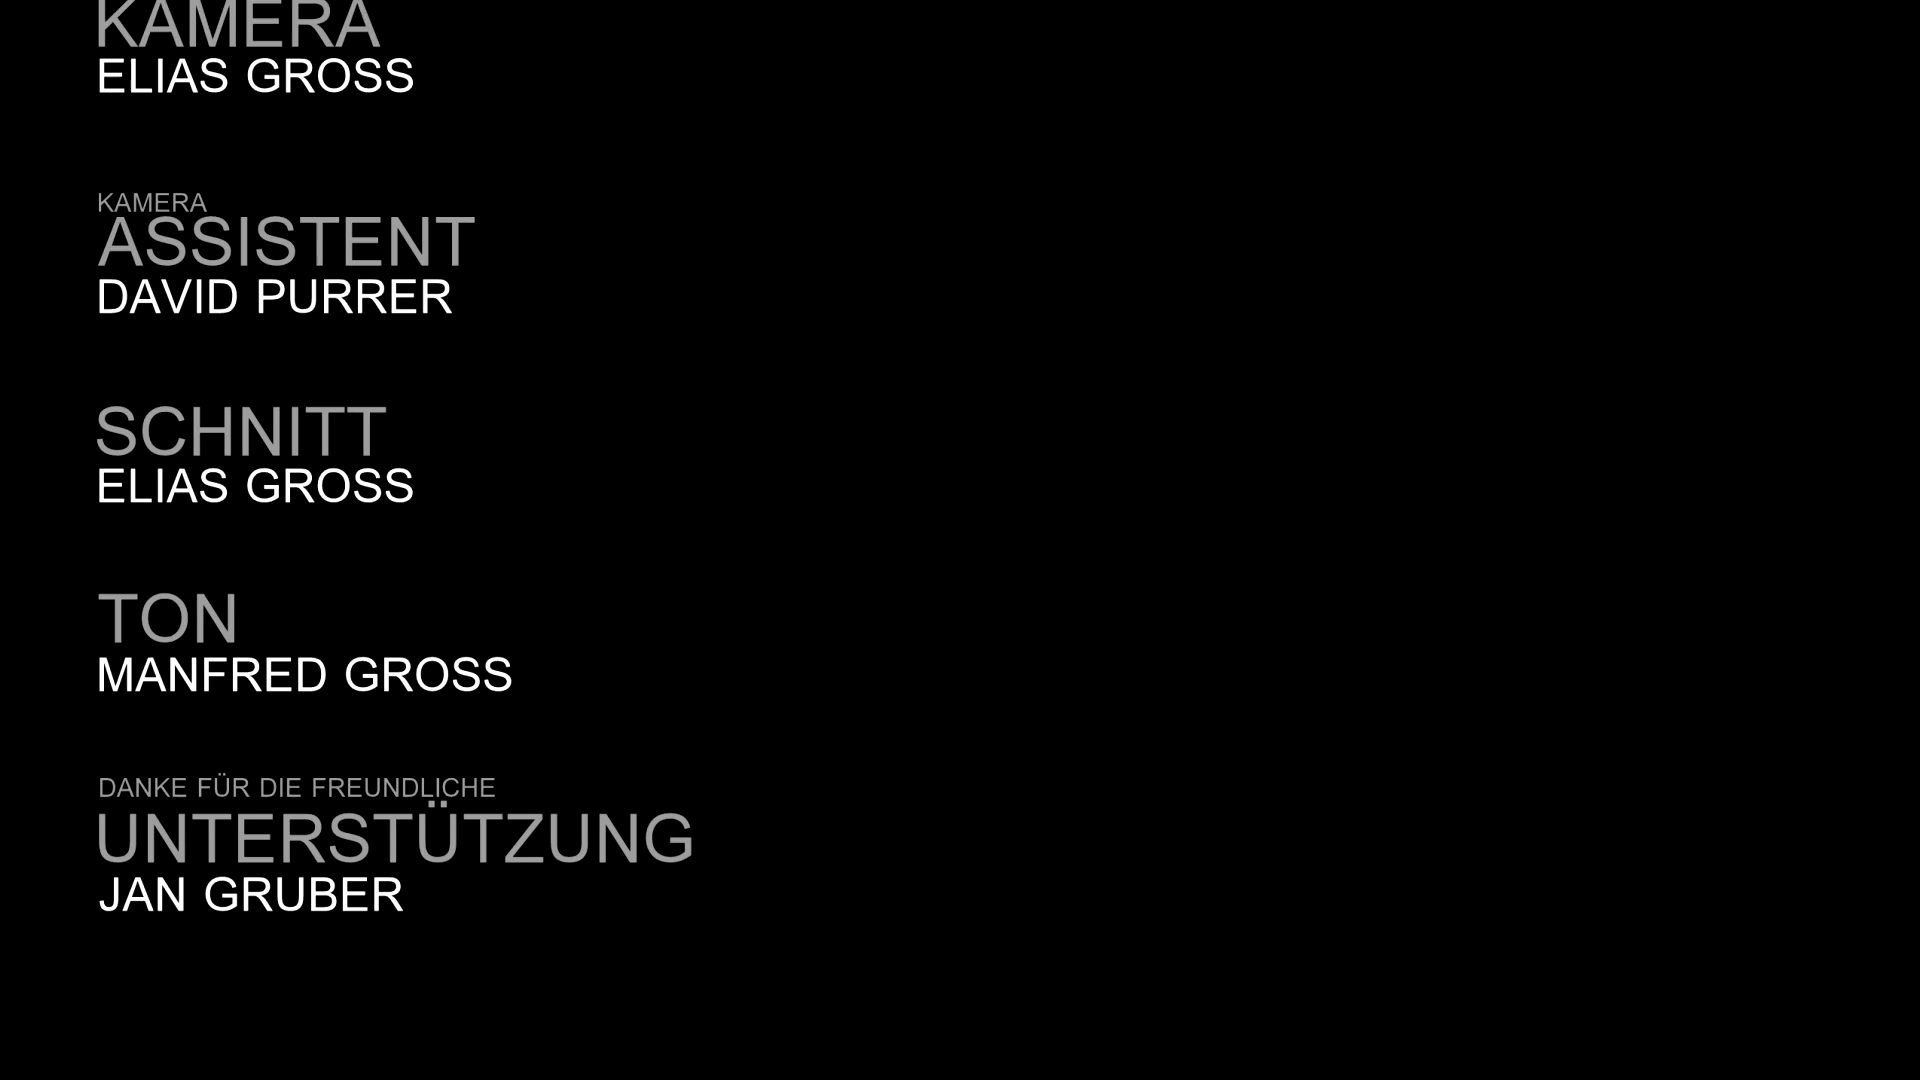 KAMERA
ELIAS GROSS
KAMERA
ASSISTENT
DAVID PURRER
SCHNITT
ELIAS GROSS
TON
MANFRED GROSS
DANKE FÜR DIE FREUNDLICHE
UNTERSTÜTZUNG
JAN GRUBER